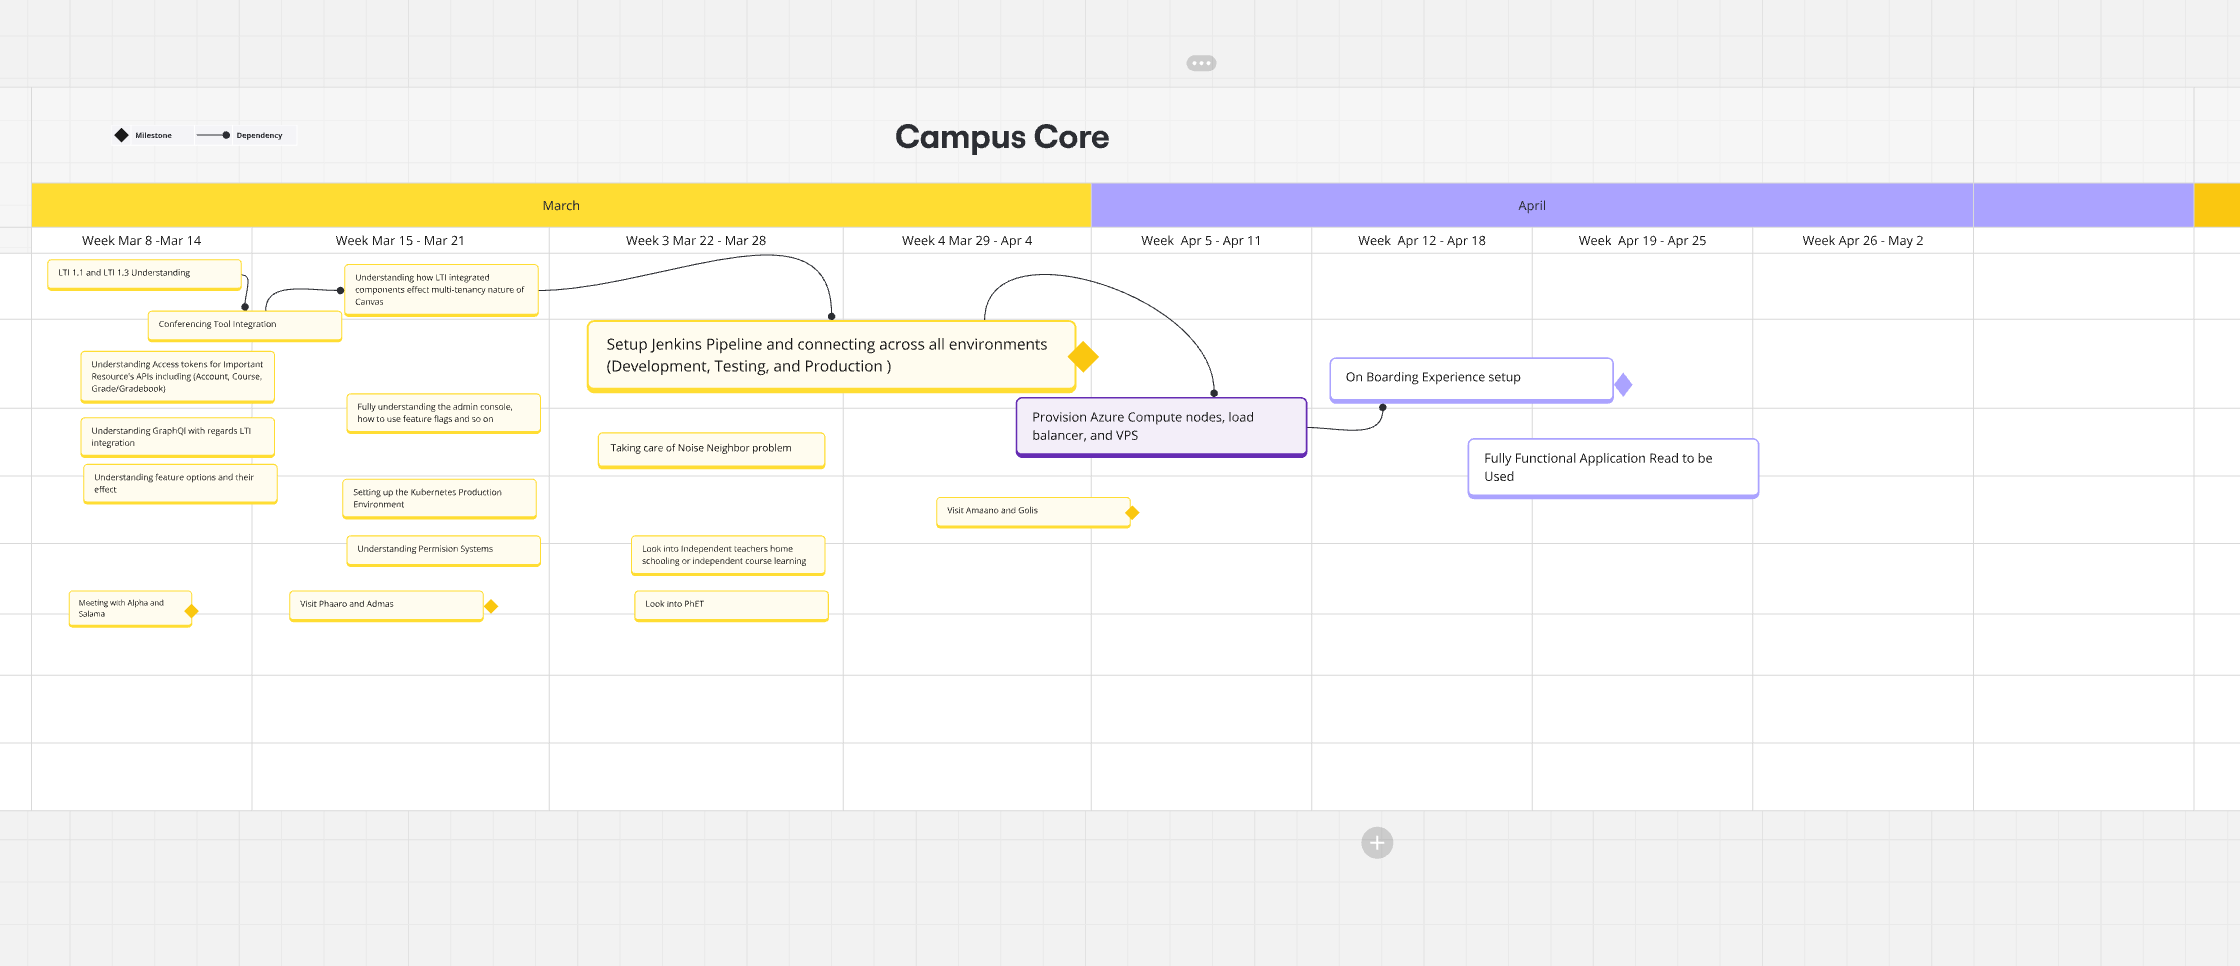 Milestone
Dependency
Campus Core
March
April
Week Mar 8 -Mar 14
Week Mar 15 - Mar 21
Week 3 Mar 22 - Mar 28
Week 4 Mar 29 - Apr 4
Week  Apr 5 - Apr 11
Week  Apr 12 - Apr 18
Week  Apr 19 - Apr 25
Week Apr 26 - May 2
LTI 1.1 and LTI 1.3 Understanding
Conferencing Tool Integration
Understanding Access tokens for Important
Resource's APIs including (Account, Course,
Grade/Gradebook)
Understanding GraphQl with regards LTI
integration
Understanding feature options and their
effect
Meeting with Alpha and
Salama
Understanding how LTI integrated
components effect multi-tenancy nature of
Canvas
Fully understanding the admin console,
how to use feature flags and so on
Setting up the Kubernetes Production
Environment
Understanding Permision Systems
Visit Phaaro and Admas
Setup Jenkins Pipeline and connecting across all environments
(Development, Testing, and Production )
Taking care of Noise Neighbor problem
Look into Independent teachers home
schooling or independent course learning
Look into PhET
Visit Amaano and Golis
Provision Azure Compute nodes, load
balancer, and VPS
On Boarding Experience setup
Fully Functional Application Read to be
Used